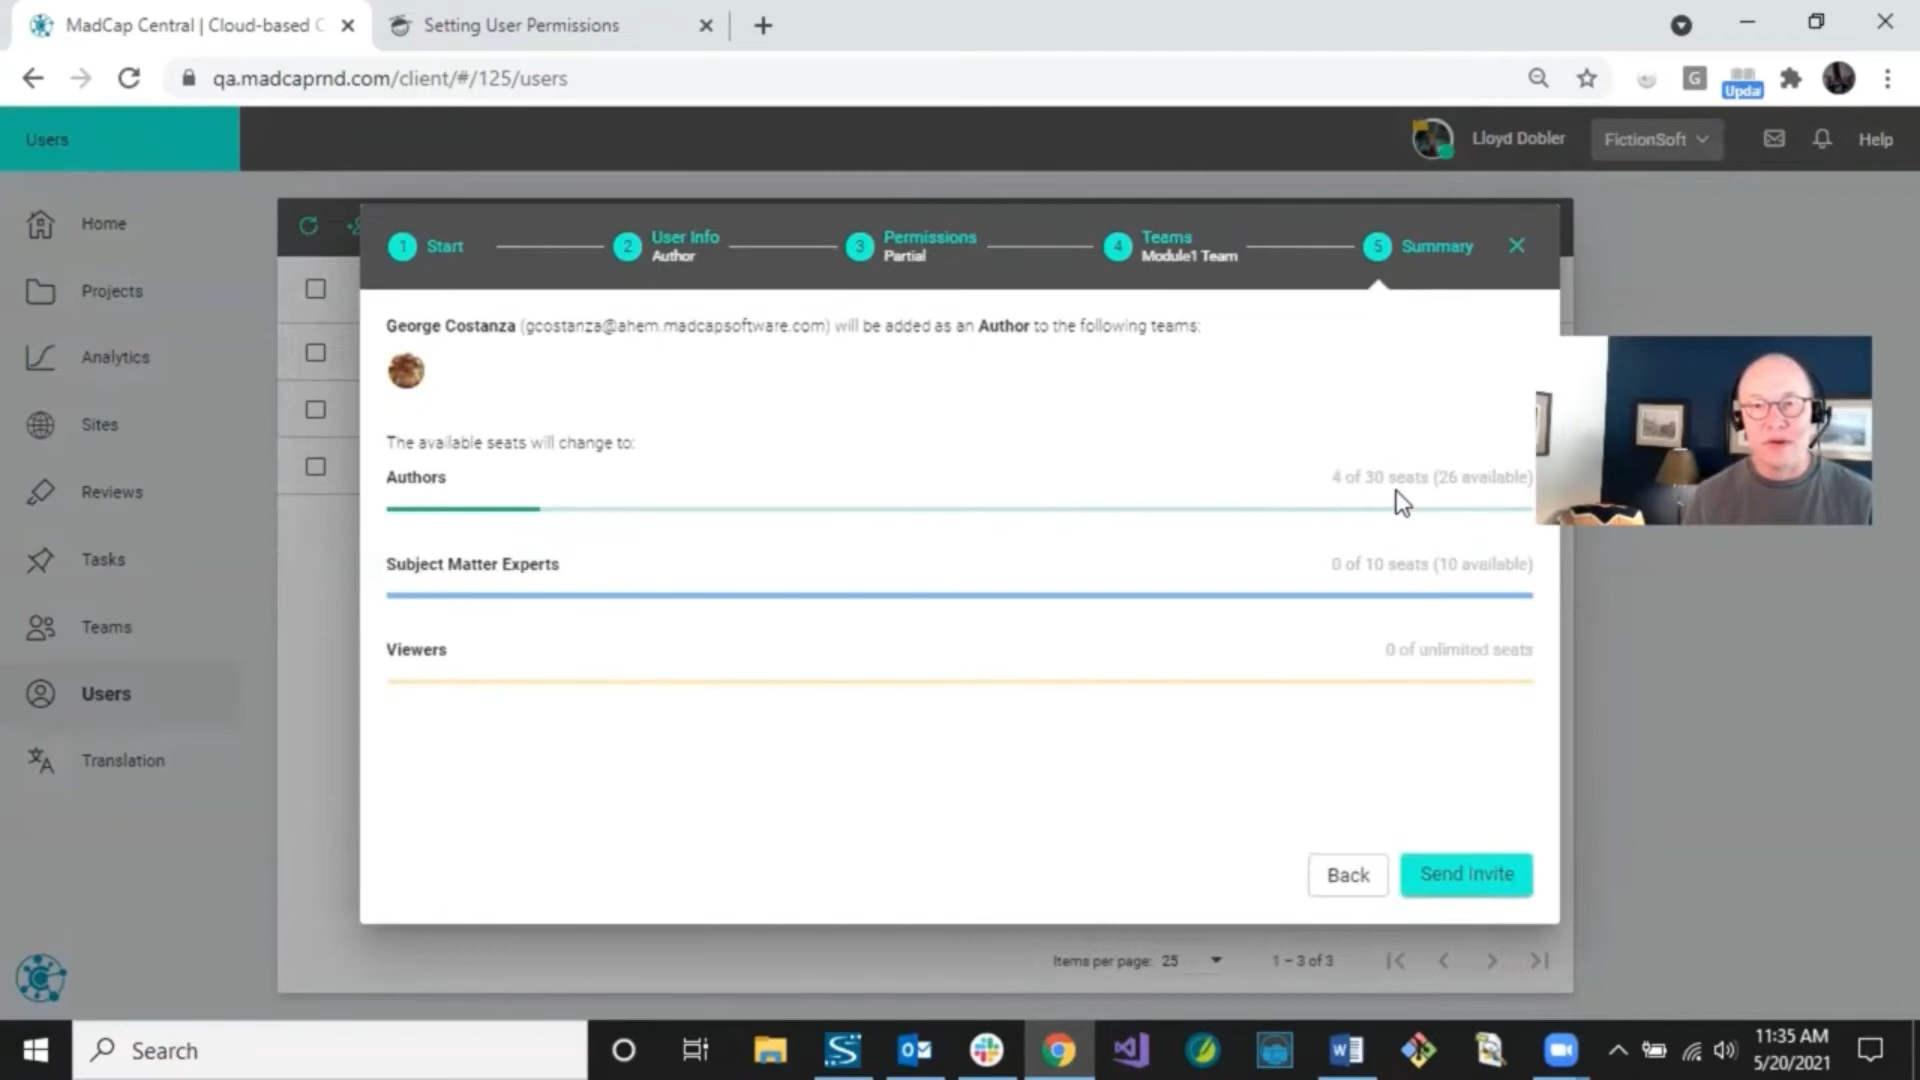 MadCap Central | Cloud-based C
Setting User Permissions
qa.madcaprnd.com/client/#/125/users
G
Updat
Users
Lloyd Dobler
FictionSoft
Help
Home
Projects
Analytics
Sites
Reviews
Tasks
Teams
Users
Translation
1 Start
2 User Info
Author
3 Permissions
Partial
4 Teams
Module1 Team
5 Summary
George Costanza (gcostanza@ahem.madcapsoftware.com) will be added as an Author to the following teams:
The available seats will change to:
Authors
4 of 30 seats (26 available)
Subject Matter Experts
0 of 10 seats (10 available)
Viewers
0 of unlimited seats
Back
Send Invite
Items per page: 25
1 – 3 of 3
Search
11:35 AM
5/20/2021